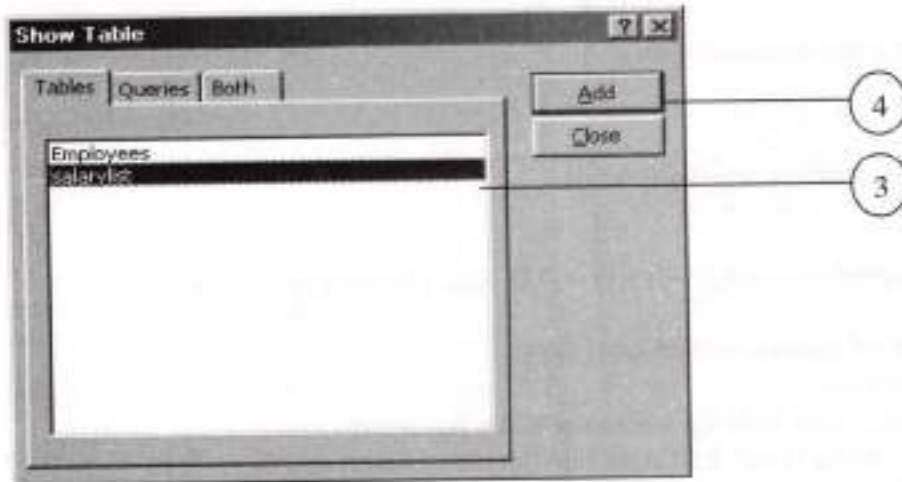 Show Table
Tables Queries Both
Add
4
Close
Employees
salarylist
3